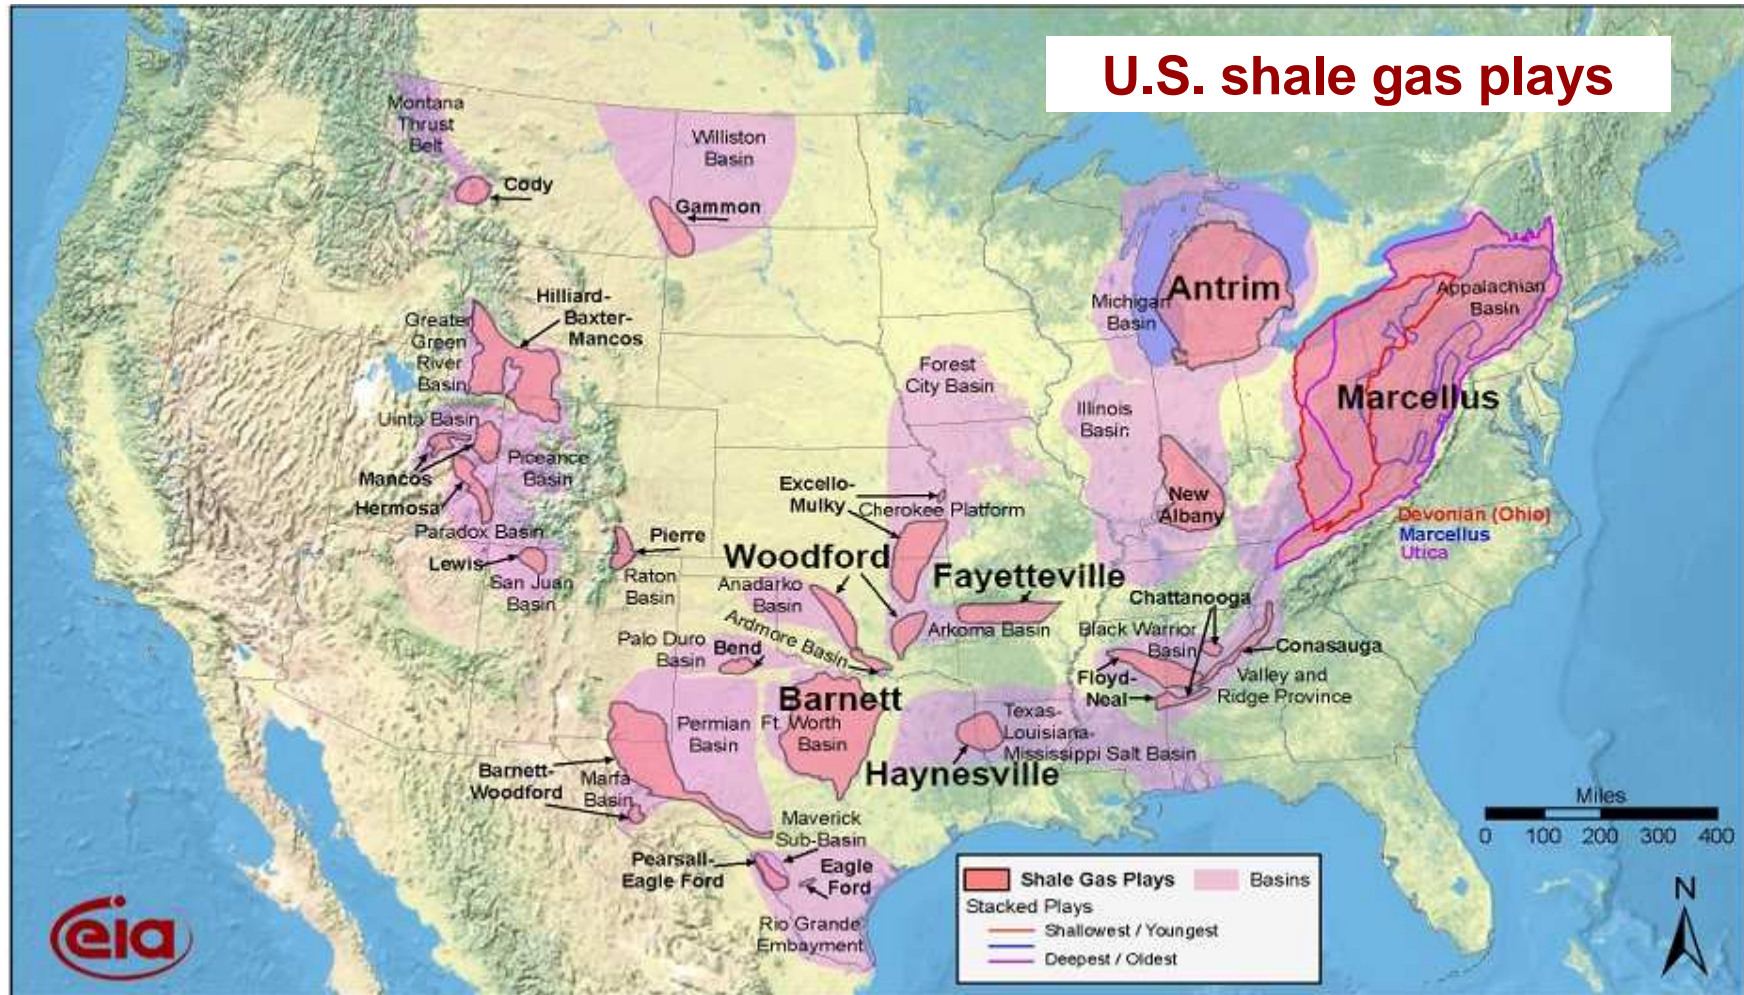 U.S. shale gas plays
Montana
Thrust
Belt
Williston
Basin
Cody
Gammon
Hilliard-
Baxter-
Mancos
Greater
Green
River
Basin
Antrim
Michigan
Basin
Appalachian
Basin
Forest
City Basin
Marcellus
Illinois
Basin
Uinta Basin
Piceance
Basin
Mancos
Hermosa
Paradox Basin
Excello-
Mulky
Cherokee Platform
New
Albany
Devonian (Ohio)
Marcellus
Utica
Lewis
San Juan
Basin
Pierre
Raton
Basin
Woodford
Anadarko
Basin
Fayetteville
Arkoma Basin
Ardmore Basin
Palo Duro
Basin
Bend
Chattanooga
Black Warrior
Basin
Conasauga
Floyd-
Neal
Valley and
Ridge Province
Barnett
Permian
Basin
Ft. Worth
Basin
Texas-
Louisiana-
Mississippi Salt Basin
Haynesville
Barnett-
Woodford
Marfa
Basin
Maverick
Sub-Basin
Pearsall-
Eagle Ford
Eagle
Ford
Rio Grande
Embayment
Miles
0 100 200 300 400
Shale Gas Plays Basins
Stacked Plays
Shallowest / Youngest
Deepest / Oldest
N
eia